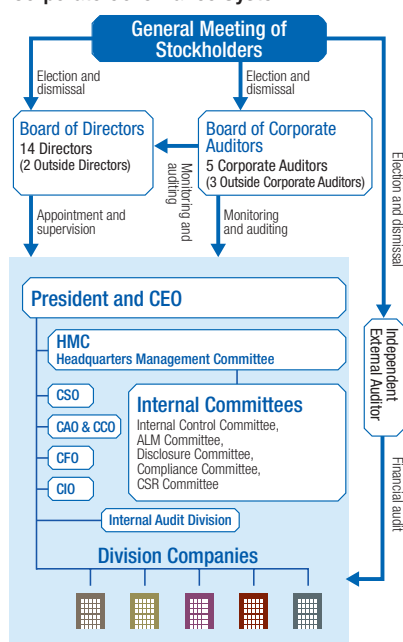 General Meeting of
Stockholders
Election and
dismissal
Election and
dismissal
Board of Directors
14 Directors
(2 Outside Directors)
Board of Corporate
Auditors
5 Corporate Auditors
(3 Outside Corporate Auditors)
Monitoring and
auditing
Election and dismissal
Appointment and
supervision
Monitoring
and auditing
President and CEO
HMC
Headquarters Management Committee
Independent
External Auditor
CSO
CAO & CCO
CFO
CIO
Internal Committees
Internal Control Committee,
ALM Committee,
Disclosure Committee,
Compliance Committee,
CSR Committee
Financial audit
Internal Audit Division
Division Companies